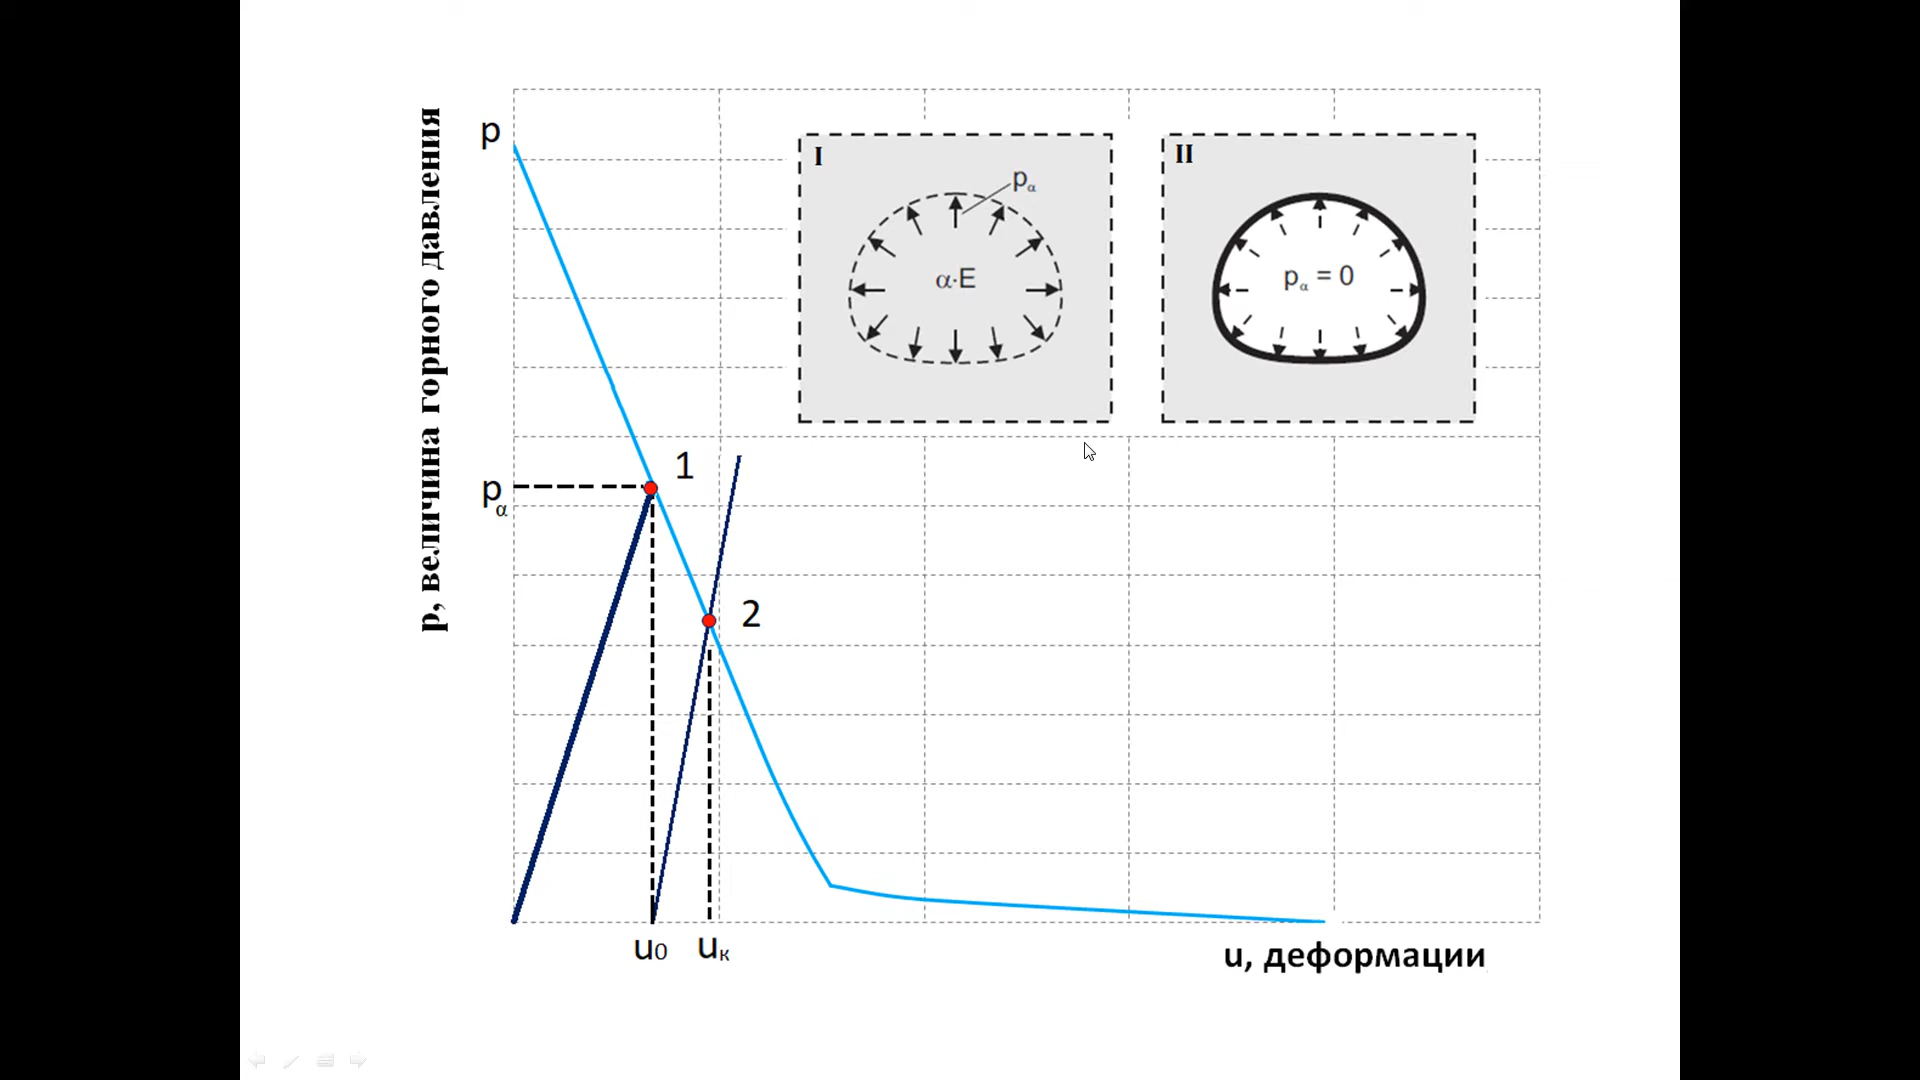 p, величина горного давления
p
I
pα
α·E
II
pα = 0
1
pα
2
u0
uк
u, деформации